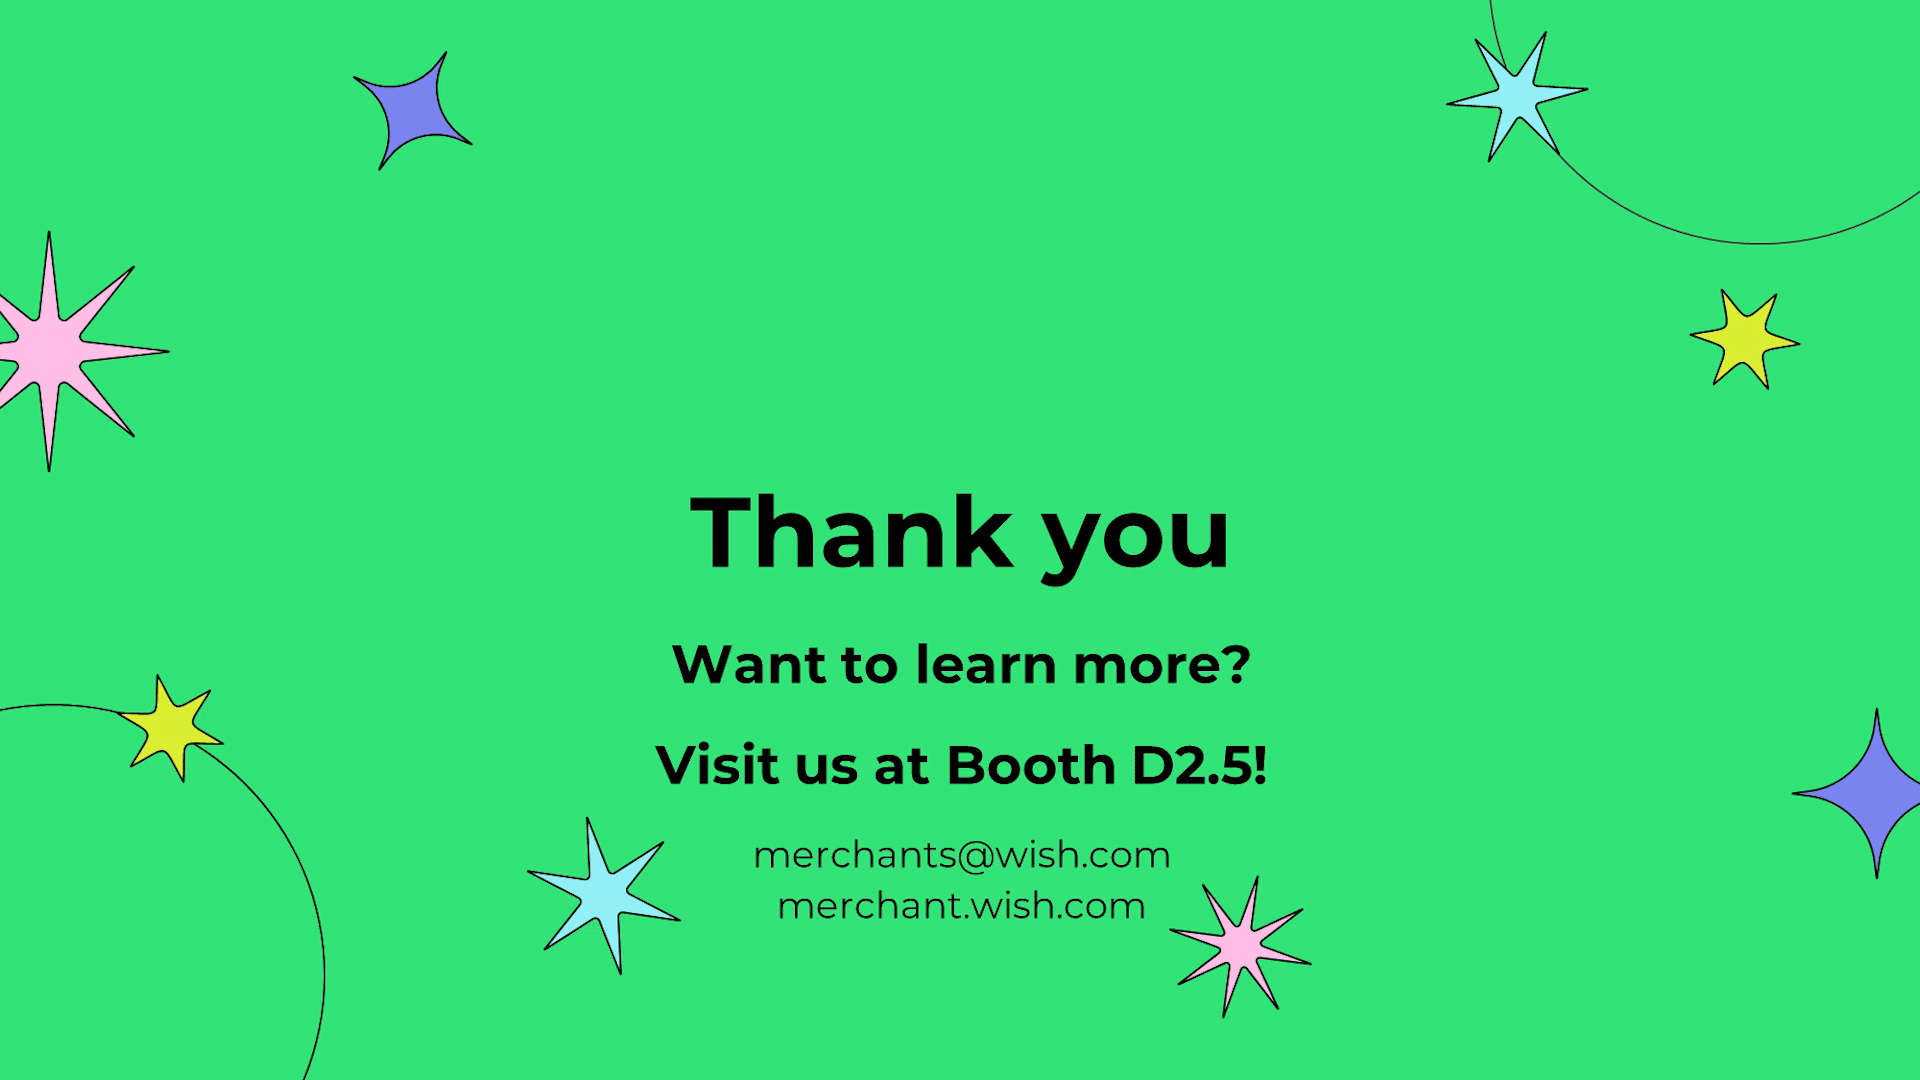 Thank you
Want to learn more?
Visit us at Booth D2.5!
merchants@wish.com
merchant.wish.com